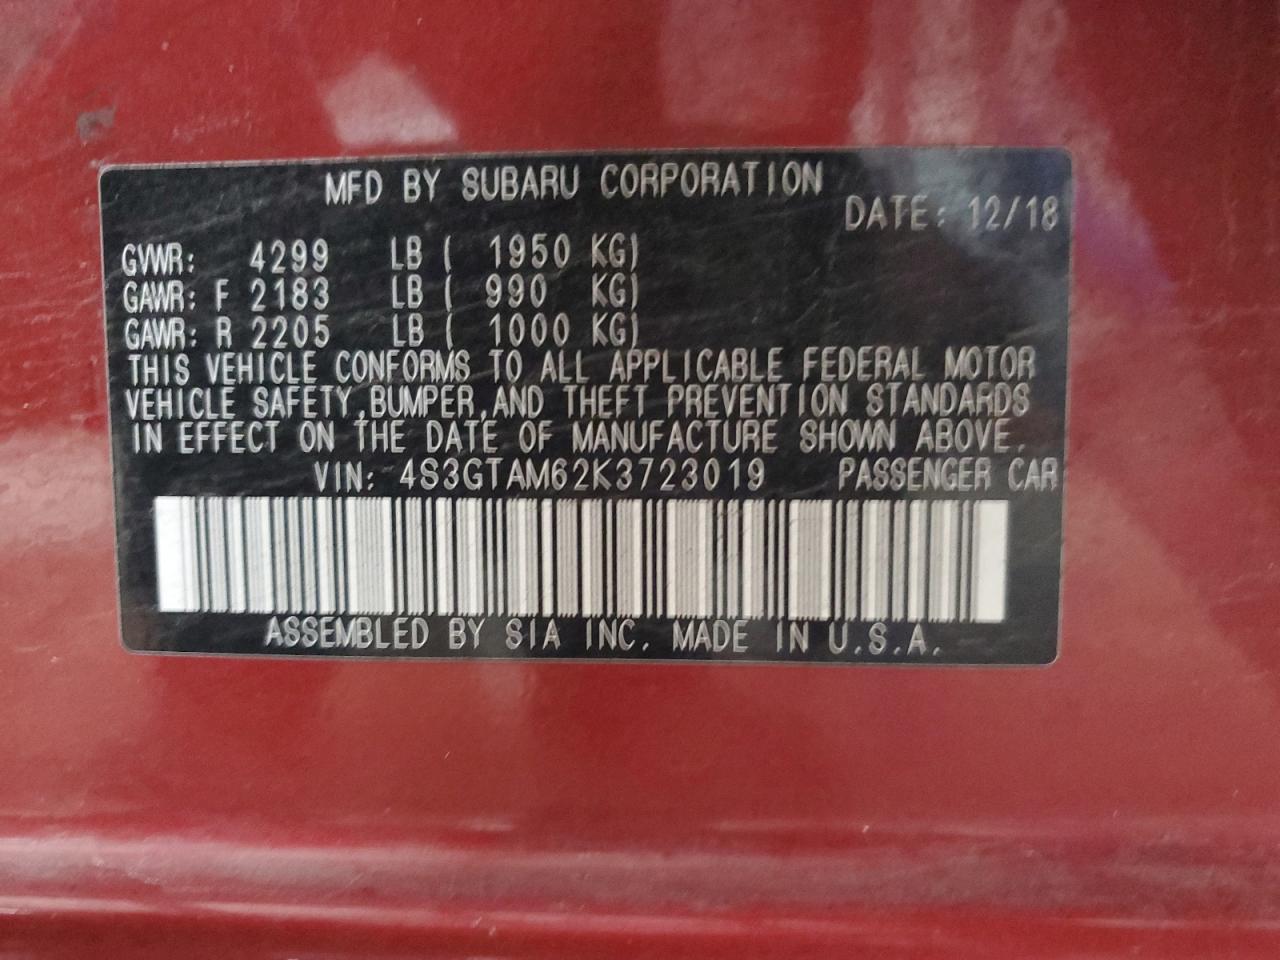 MFD BY SUBARU CORPORATION
DATE: 12/18
GVWR: 4299 LB ( 1950 KG)
GAWR: F 2183 LB ( 990 KG)
GAWR: R 2205 LB ( 1000 KG)
THIS VEHICLE CONFORMS TO ALL APPLICABLE FEDERAL MOTOR
VEHICLE SAFETY,BUMPER,AND THEFT PREVENTION STANDARDS
IN EFFECT ON THE DATE OF MANUFACTURE SHOWN ABOVE.
VIN: 4S3GTAM62K3723019 PASSENGER CAR
ASSEMBLED BY SIA INC. MADE IN U.S.A.